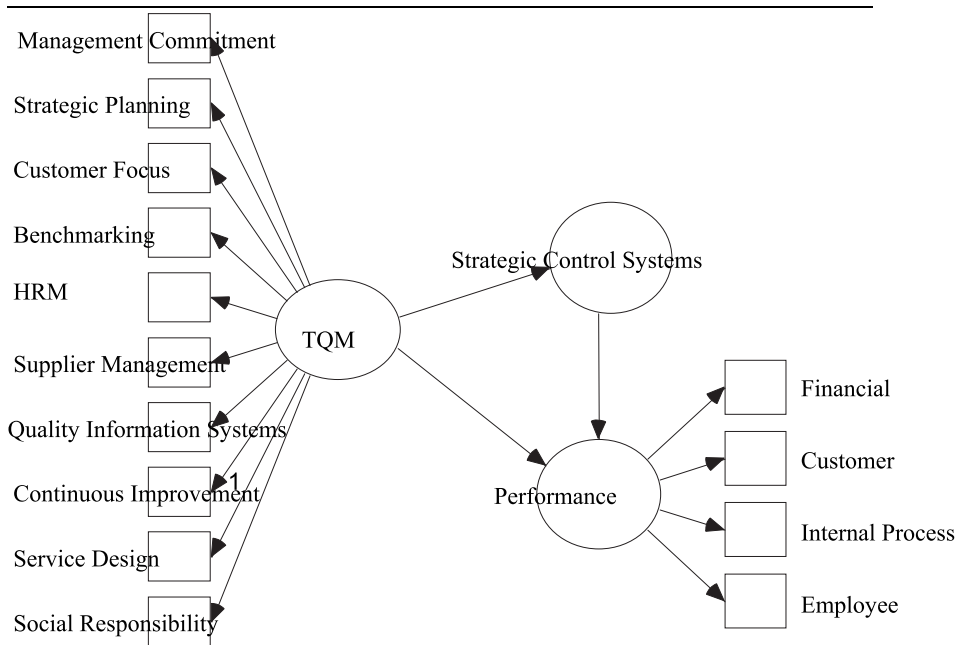 Management Commitment
Strategic Planning
Customer Focus
Benchmarking
HRM
Supplier Management
Quality Information Systems
Continuous Improvement
1
Service Design
Social Responsibility
TQM
Strategic Control Systems
Performance
Financial
Customer
Internal Process
Employee